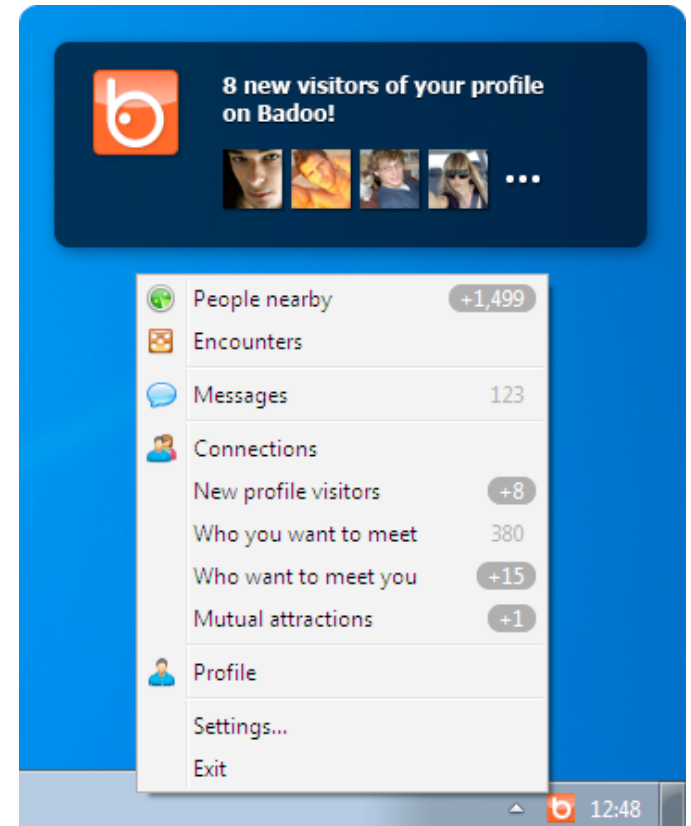 8 new visitors of your profile
on Badoo!
People nearby +1,499
Encounters
Messages 123
Connections
New profile visitors +8
Who you want to meet 380
Who want to meet you +15
Mutual attractions +1
Profile
Settings...
Exit
12:48